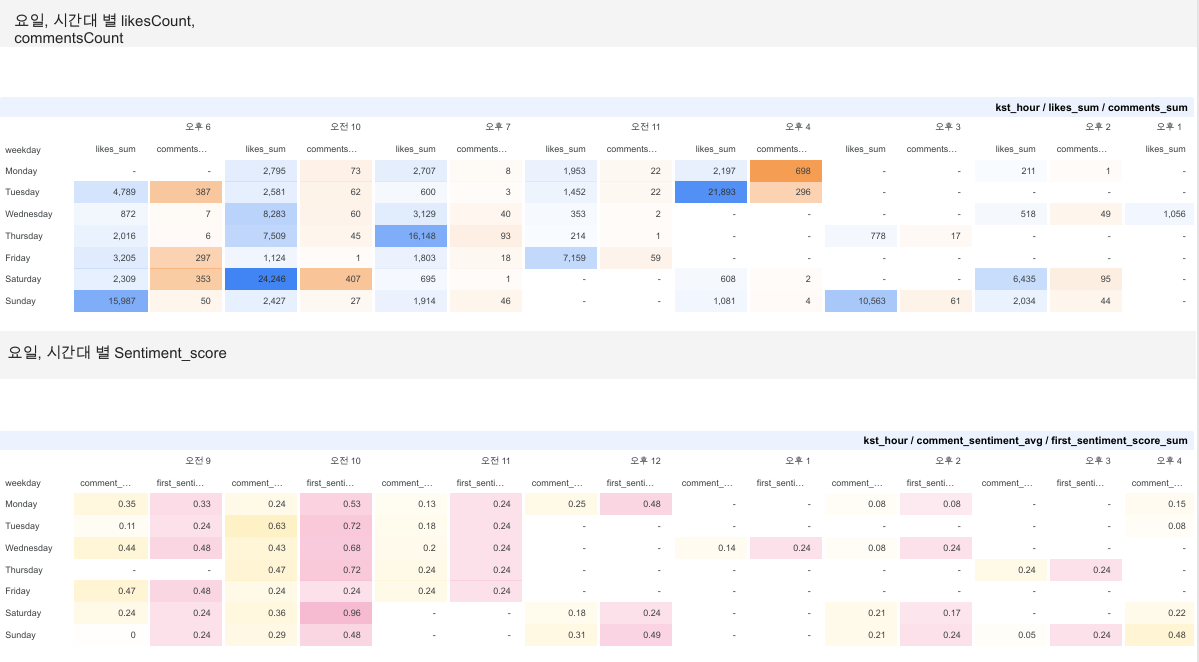 요일, 시간대 별 likesCount,
commentsCount
kst_hour / likes_sum / comments_sum
오후 6 오전 10 오후 7 오전 11 오후 4 오후 3 오후 2 오후 1
weekday likes_sum comments… likes_sum comments… likes_sum comments… likes_sum comments… likes_sum comments… likes_sum comments… likes_sum comments… likes_sum
Monday - - 2,795 73 2,707 8 1,953 22 2,197 698 - - 211 1 -
Tuesday 4,789 387 2,581 62 600 3 1,452 22 21,893 296 - - - - -
Wednesday 872 7 8,283 60 3,129 40 353 2 - - - - 518 49 1,056
Thursday 2,016 6 7,509 45 16,148 93 214 1 - - 778 17 - - -
Friday 3,205 297 1,124 1 1,803 18 7,159 59 - - - - - - -
Saturday 2,309 353 24,246 407 695 1 - - 608 2 - - 6,435 95 -
Sunday 15,987 50 2,427 27 1,914 46 - - 1,081 4 10,563 61 2,034 44 -
요일, 시간대 별 Sentiment_score
kst_hour / comment_sentiment_avg / first_sentiment_score_sum
오전 9 오전 10 오전 11 오후 12 오후 1 오후 2 오후 3 오후 4
weekday comment_… first_senti… comment_… first_senti… comment_… first_senti… comment_… first_senti… comment_… first_senti… comment_… first_senti… comment_… first_senti… comment_…
Monday 0.35 0.33 0.24 0.53 0.13 0.24 0.25 0.48 - - 0.08 0.08 - - 0.15
Tuesday 0.11 0.24 0.63 0.72 0.18 0.24 - - - - - - - - 0.08
Wednesday 0.44 0.48 0.43 0.68 0.2 0.24 - - 0.14 0.24 0.08 0.24 - - -
Thursday - - 0.47 0.72 0.24 0.24 - - - - - - 0.24 0.24 -
Friday 0.47 0.48 0.24 0.24 0.24 0.24 - - - - - - - - -
Saturday 0.24 0.24 0.36 0.96 - - 0.18 0.24 - - 0.21 0.17 - - 0.22
Sunday 0 0.24 0.29 0.48 - - 0.31 0.49 - - 0.21 0.24 0.05 0.24 0.48